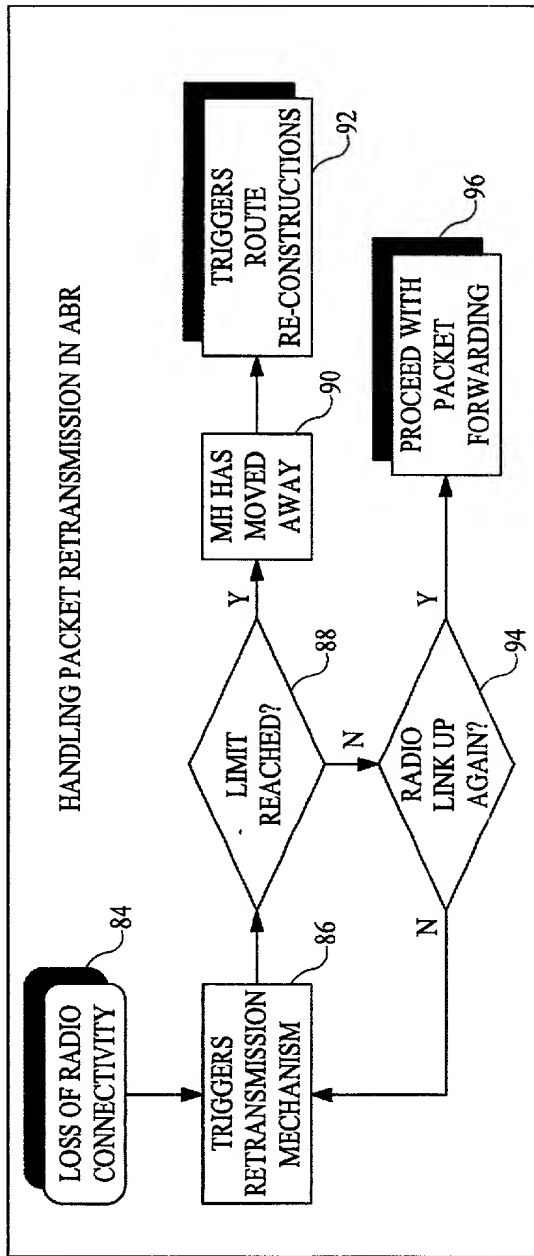 HANDLING PACKET RETRANSMISSION IN ABR
LOSS OF RADIO
CONNECTIVITY
84
TRIGGERS
RETRANSMISSION
MECHANISM
86
LIMIT
REACHED?
88
Y
N
MH HAS
MOVED
AWAY
90
TRIGGERS
ROUTE
RE-CONSTRUCTIONS
92
RADIO
LINK UP
AGAIN?
94
N
Y
PROCEED WITH
PACKET
FORWARDING
96